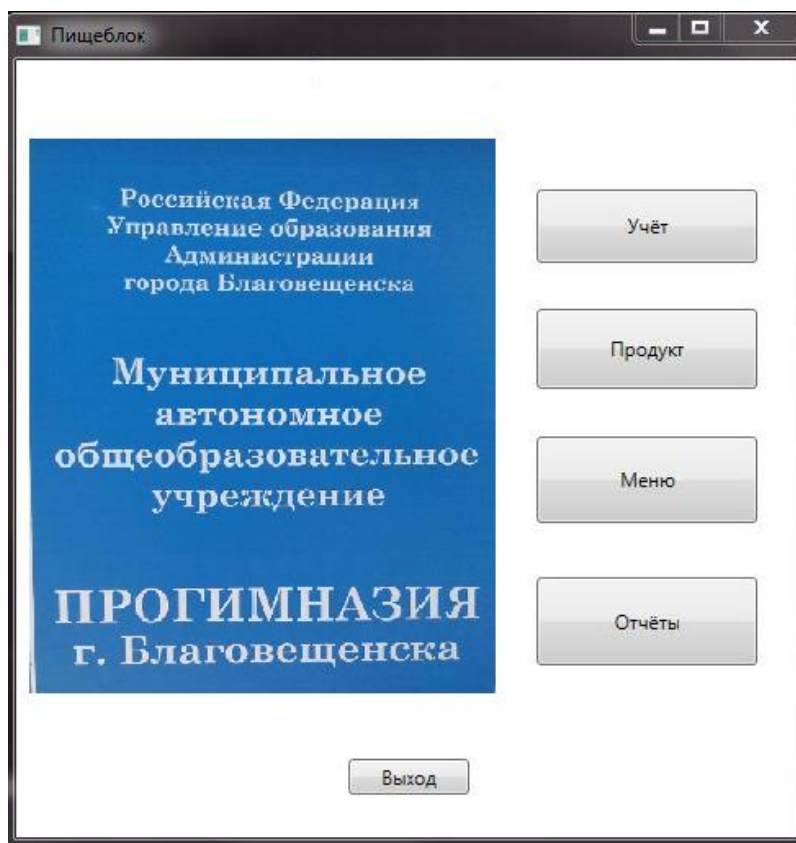 Пищеблок
Российская Федерация
Управление образования
Администрации
города Благовещенска
Муниципальное
автономное
общеобразовательное
учреждение
ПРОГИМНАЗИЯ
г. Благовещенска
Учёт
Продукт
Меню
Отчёты
Выход